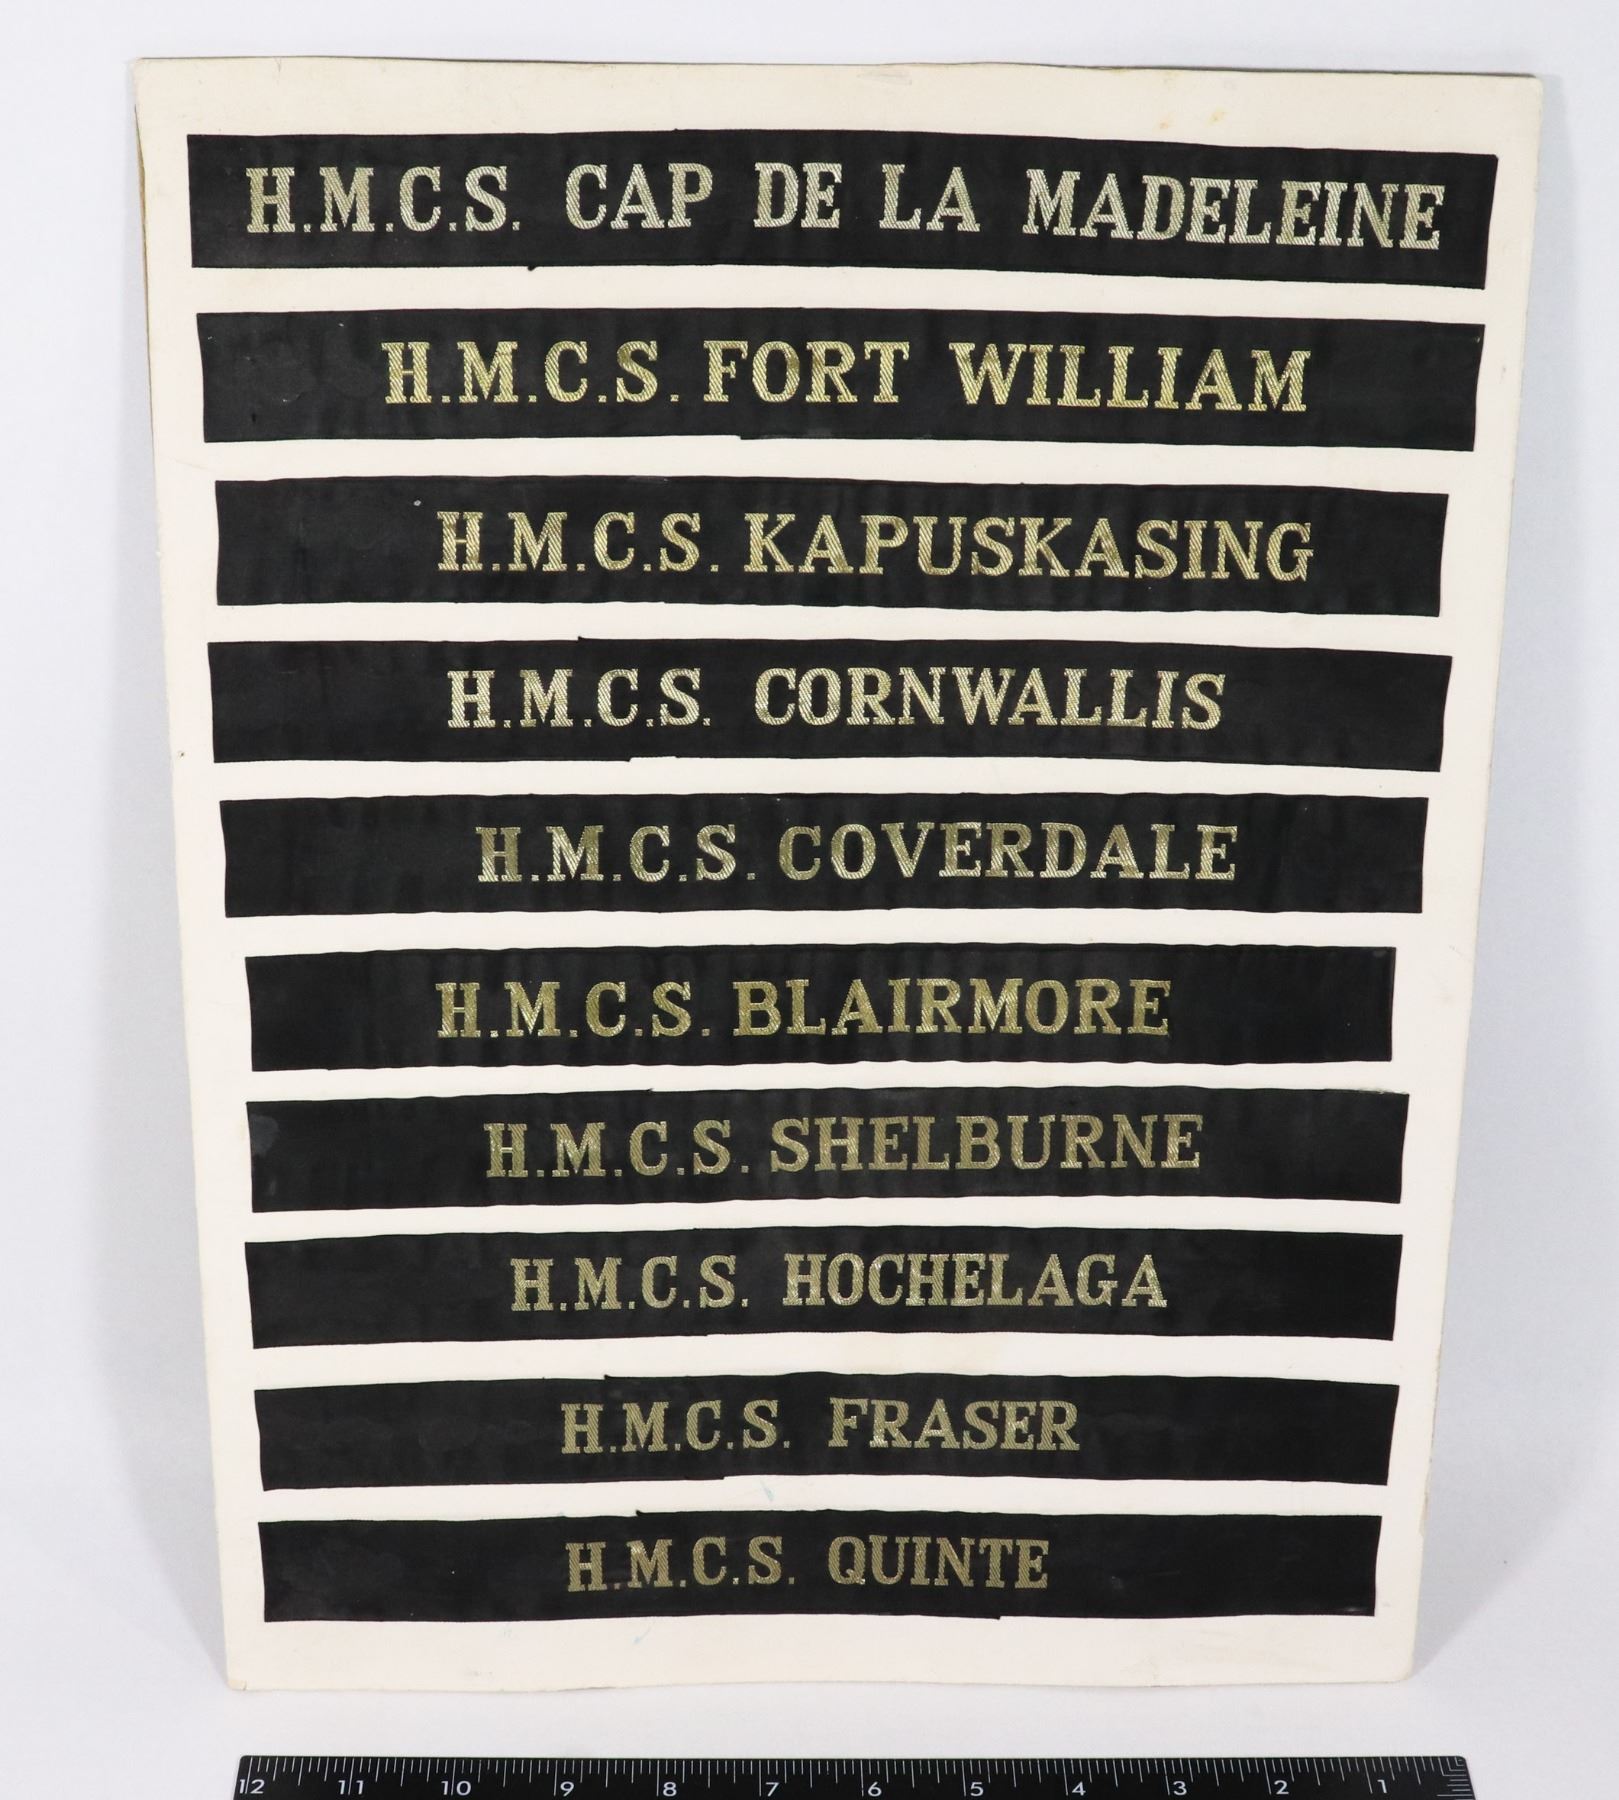 H.M.C.S. CAP DE LA MADELEINE
H.M.C.S. FORT WILLIAM
H.M.C.S. KAPUSKASING
H.M.C.S. CORNWALLIS
H.M.C.S. COVERDALE
H.M.C.S. BLAIRMORE
H.M.C.S. SHELBURNE
H.M.C.S. HOCHELAGA
H.M.C.S. FRASER
H.M.C.S. QUINTE
12 11 10 9 8 7 6 5 4 3 2 1